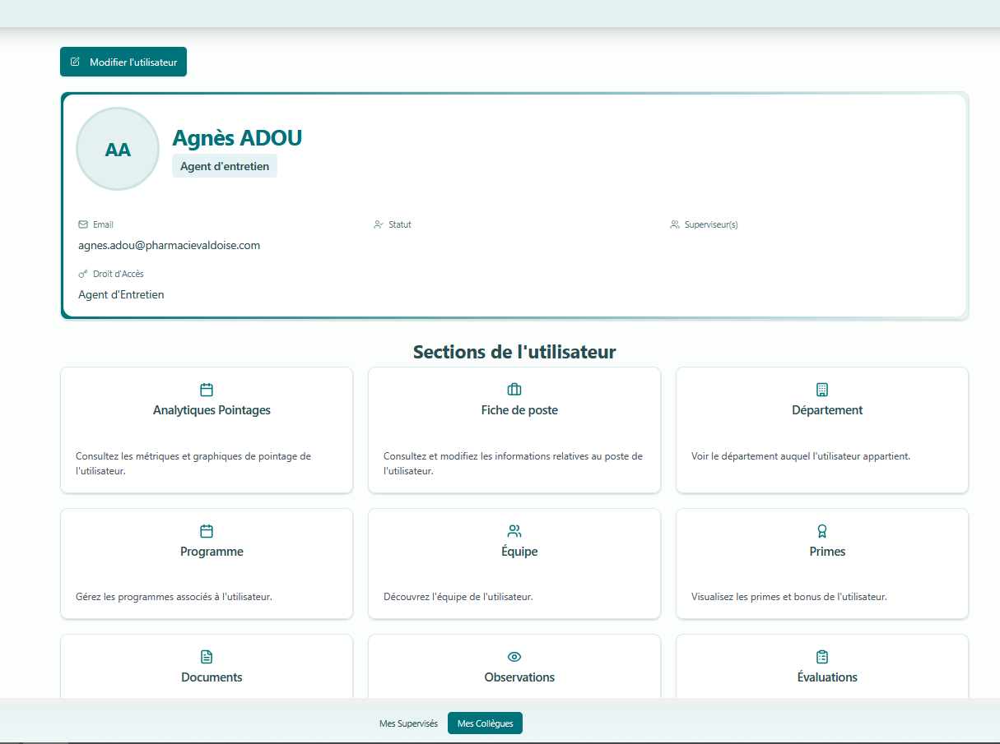 Modifier l'utilisateur
AA
Agnès ADOU
Agent d'entretien
Email
Statut
Superviseur(s)
agnes.adou@pharmacievaldoise.com
Droit d'Accès
Agent d'Entretien
Sections de l'utilisateur
Analytiques Pointages
Consultez les métriques et graphiques de pointage de
l'utilisateur.
Fiche de poste
Consultez et modifiez les informations relatives au poste de
l'utilisateur.
Département
Voir le département auquel l'utilisateur appartient.
Programme
Gérez les programmes associés à l'utilisateur.
Équipe
Découvrez l'équipe de l'utilisateur.
Primes
Visualisez les primes et bonus de l'utilisateur.
Documents
Observations
Évaluations
Mes Supervisés
Mes Collègues